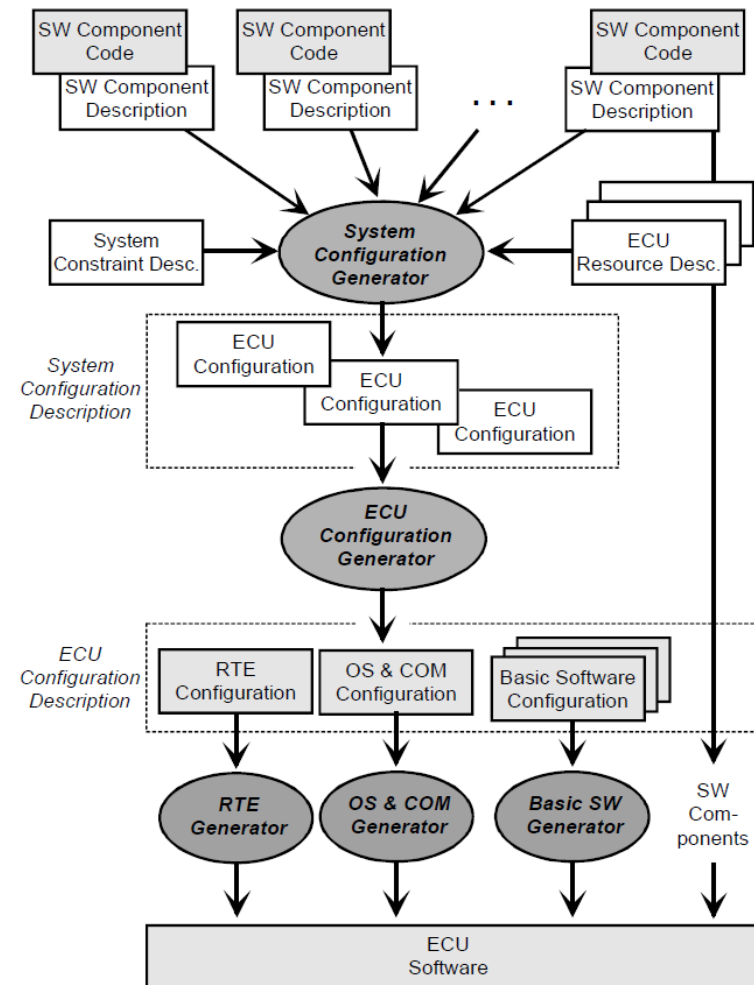 SW Component
Code
SW Component
Description
SW Component
Code
SW Component
Description
...
SW Component
Code
SW Component
Description
System
Constraint Desc.
System
Configuration
Generator
ECU
Resource Desc.
System
Configuration
Description
ECU
Configuration
ECU
Configuration
ECU
Configuration
ECU
Configuration
Generator
ECU
Configuration
Description
RTE
Configuration
OS & COM
Configuration
Basic Software
Configuration
RTE
Generator
OS & COM
Generator
Basic SW
Generator
SW
Com-
ponents
ECU
Software